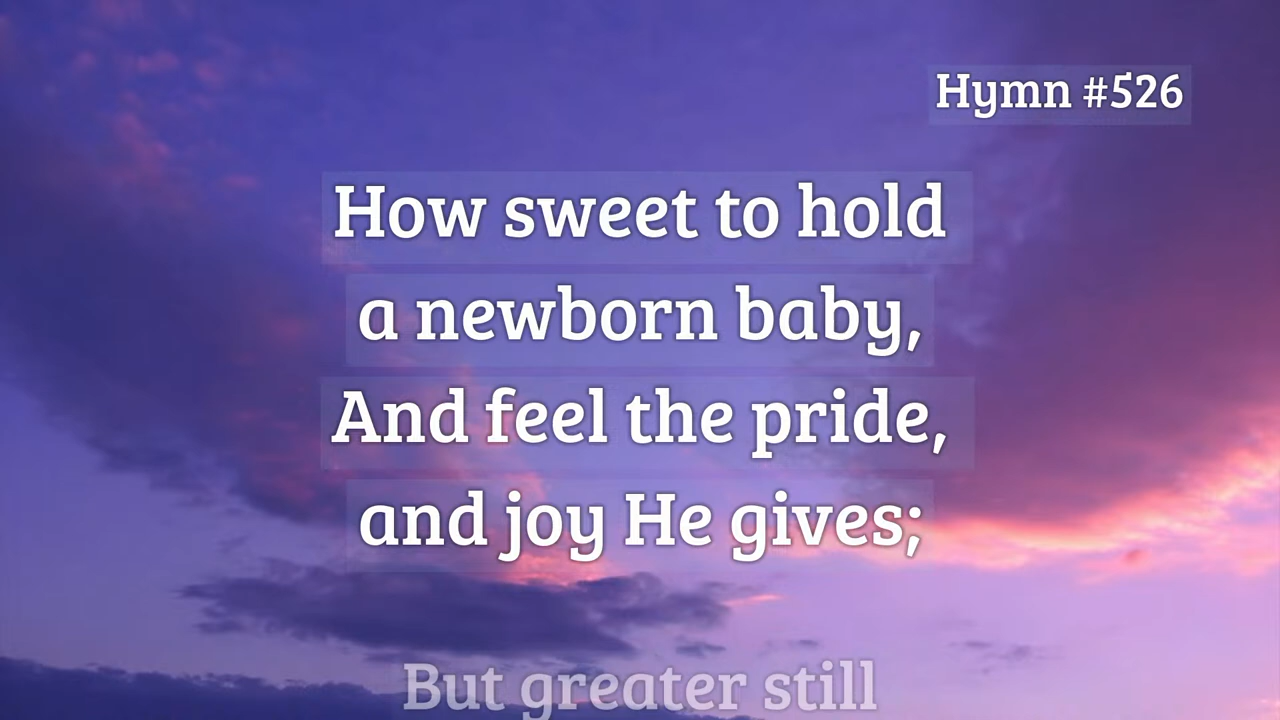 Hymn #526
How sweet to hold
a newborn baby,
And feel the pride,
and joy He gives;
But greater still